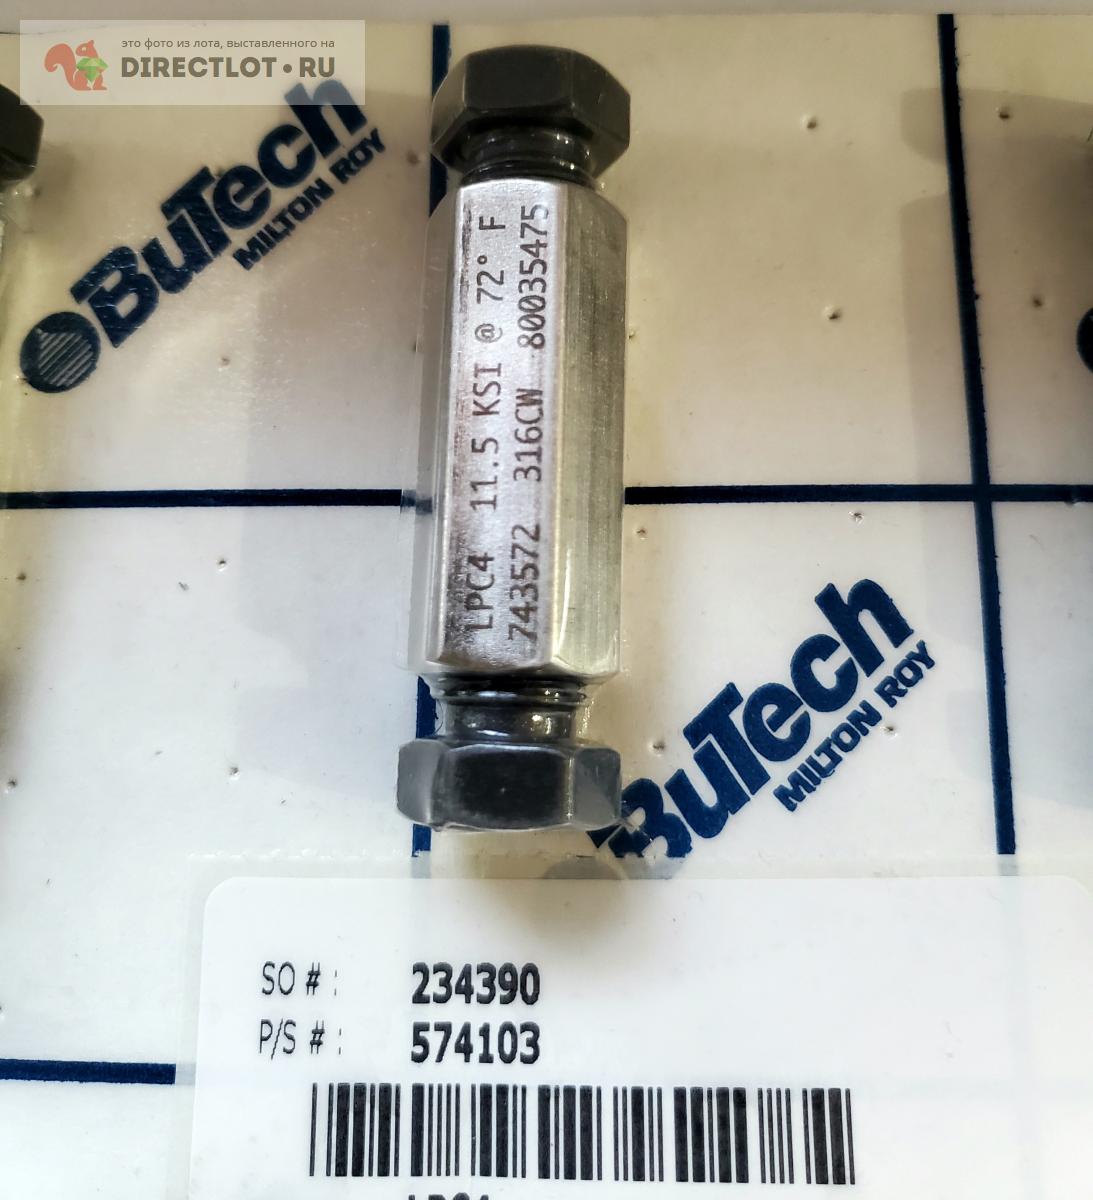 это фото из лота, выставленного на
DIRECTLOT.RU
BuTech
MILTON ROY
LPC4 11.5 KSI @ 72° F
743572 316CW 80035475
BuTech
MILTON ROY
SO # : 234390
P/S # : 574103